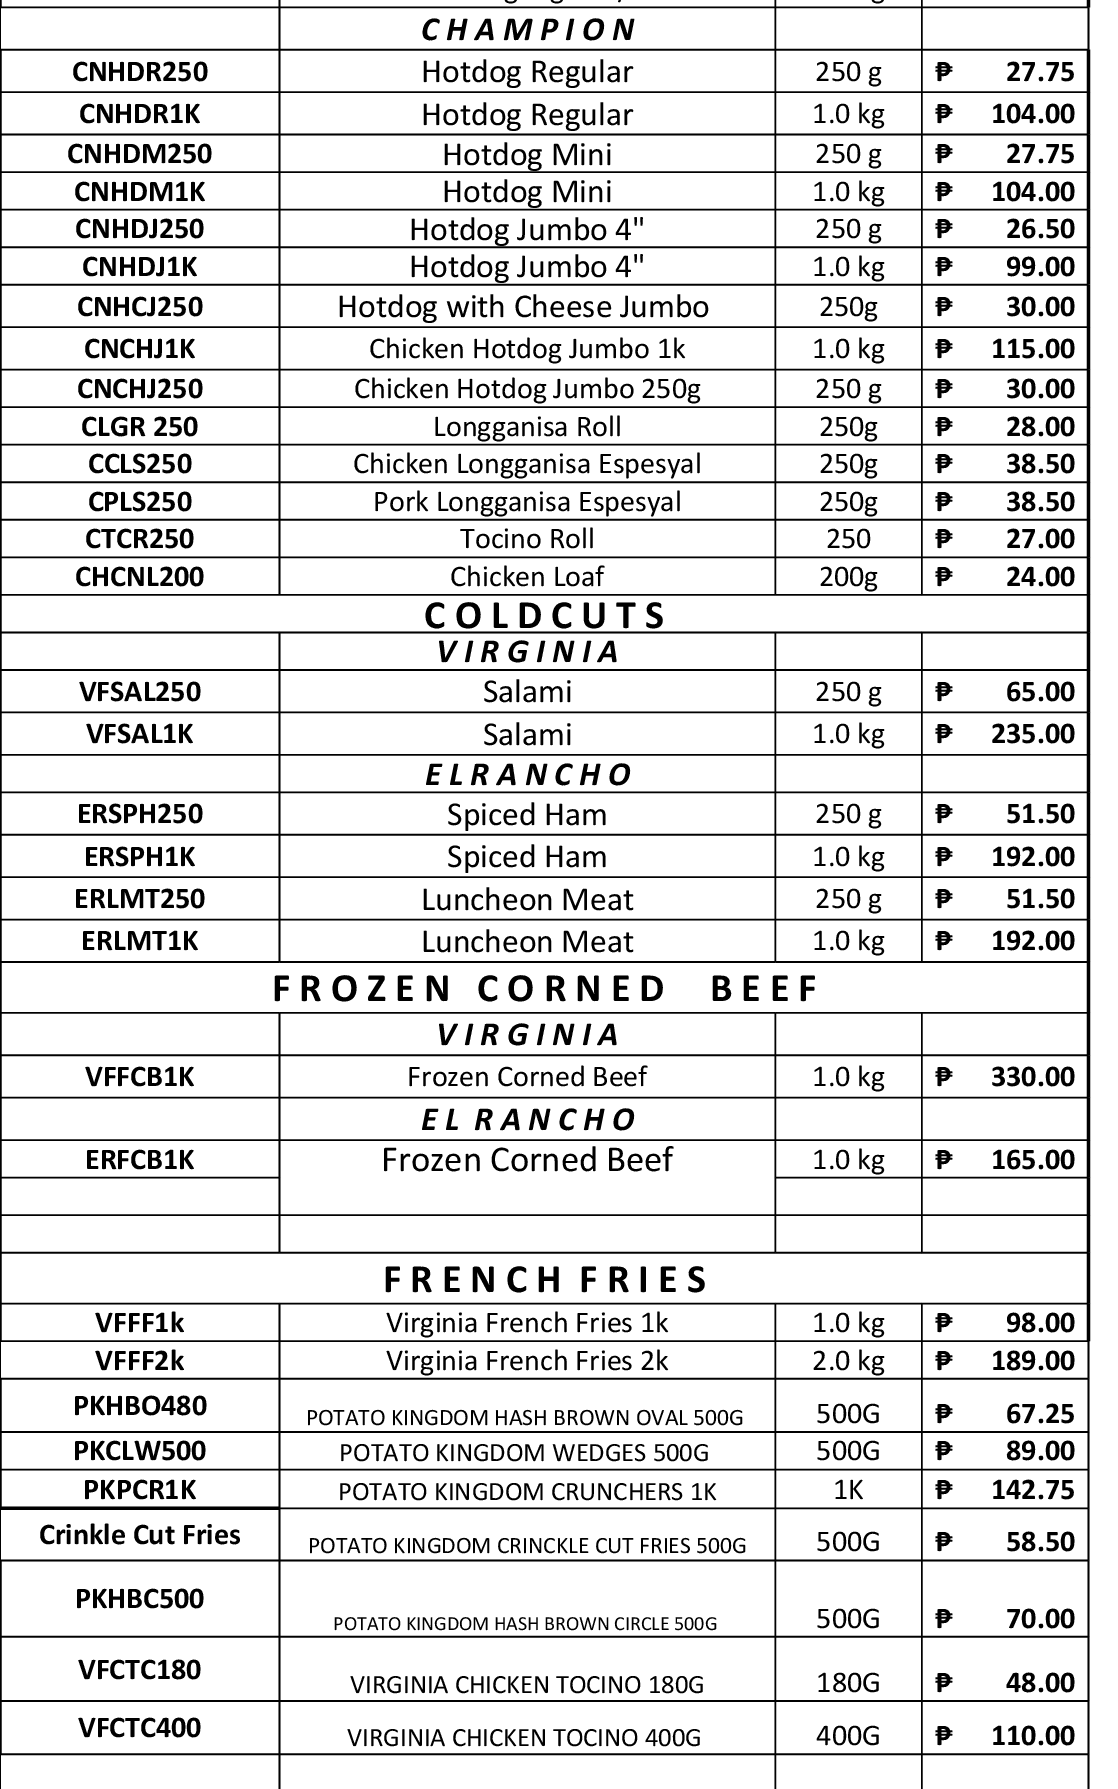 CHAMPION
CNHDR250 Hotdog Regular 250 g ₱ 27.75
CNHDR1K Hotdog Regular 1.0 kg ₱ 104.00
CNHDM250 Hotdog Mini 250 g ₱ 27.75
CNHDM1K Hotdog Mini 1.0 kg ₱ 104.00
CNHDJ250 Hotdog Jumbo 4" 250 g ₱ 26.50
CNHDJ1K Hotdog Jumbo 4" 1.0 kg ₱ 99.00
CNHCJ250 Hotdog with Cheese Jumbo 250g ₱ 30.00
CNCHJ1K Chicken Hotdog Jumbo 1k 1.0 kg ₱ 115.00
CNCHJ250 Chicken Hotdog Jumbo 250g 250 g ₱ 30.00
CLGR 250 Longganisa Roll 250g ₱ 28.00
CCLS250 Chicken Longganisa Espesyal 250g ₱ 38.50
CPLS250 Pork Longganisa Espesyal 250g ₱ 38.50
CTCR250 Tocino Roll 250 ₱ 27.00
CHCNL200 Chicken Loaf 200g ₱ 24.00
COLDCUTS
VIRGINIA
VFSAL250 Salami 250 g ₱ 65.00
VFSAL1K Salami 1.0 kg ₱ 235.00
ELRANCHO
ERSPH250 Spiced Ham 250 g ₱ 51.50
ERSPH1K Spiced Ham 1.0 kg ₱ 192.00
ERLMT250 Luncheon Meat 250 g ₱ 51.50
ERLMT1K Luncheon Meat 1.0 kg ₱ 192.00
FROZEN CORNED BEEF
VIRGINIA
VFFCB1K Frozen Corned Beef 1.0 kg ₱ 330.00
EL RANCHO
ERFCB1K Frozen Corned Beef 1.0 kg ₱ 165.00
FRENCH FRIES
VFFF1k Virginia French Fries 1k 1.0 kg ₱ 98.00
VFFF2k Virginia French Fries 2k 2.0 kg ₱ 189.00
PKHBO480 POTATO KINGDOM HASH BROWN OVAL 500G 500G ₱ 67.25
PKCLW500 POTATO KINGDOM WEDGES 500G 500G ₱ 89.00
PKPCR1K POTATO KINGDOM CRUNCHERS 1K 1K ₱ 142.75
Crinkle Cut Fries POTATO KINGDOM CRINCKLE CUT FRIES 500G 500G ₱ 58.50
PKHBC500 POTATO KINGDOM HASH BROWN CIRCLE 500G 500G ₱ 70.00
VFCTC180 VIRGINIA CHICKEN TOCINO 180G 180G ₱ 48.00
VFCTC400 VIRGINIA CHICKEN TOCINO 400G 400G ₱ 110.00